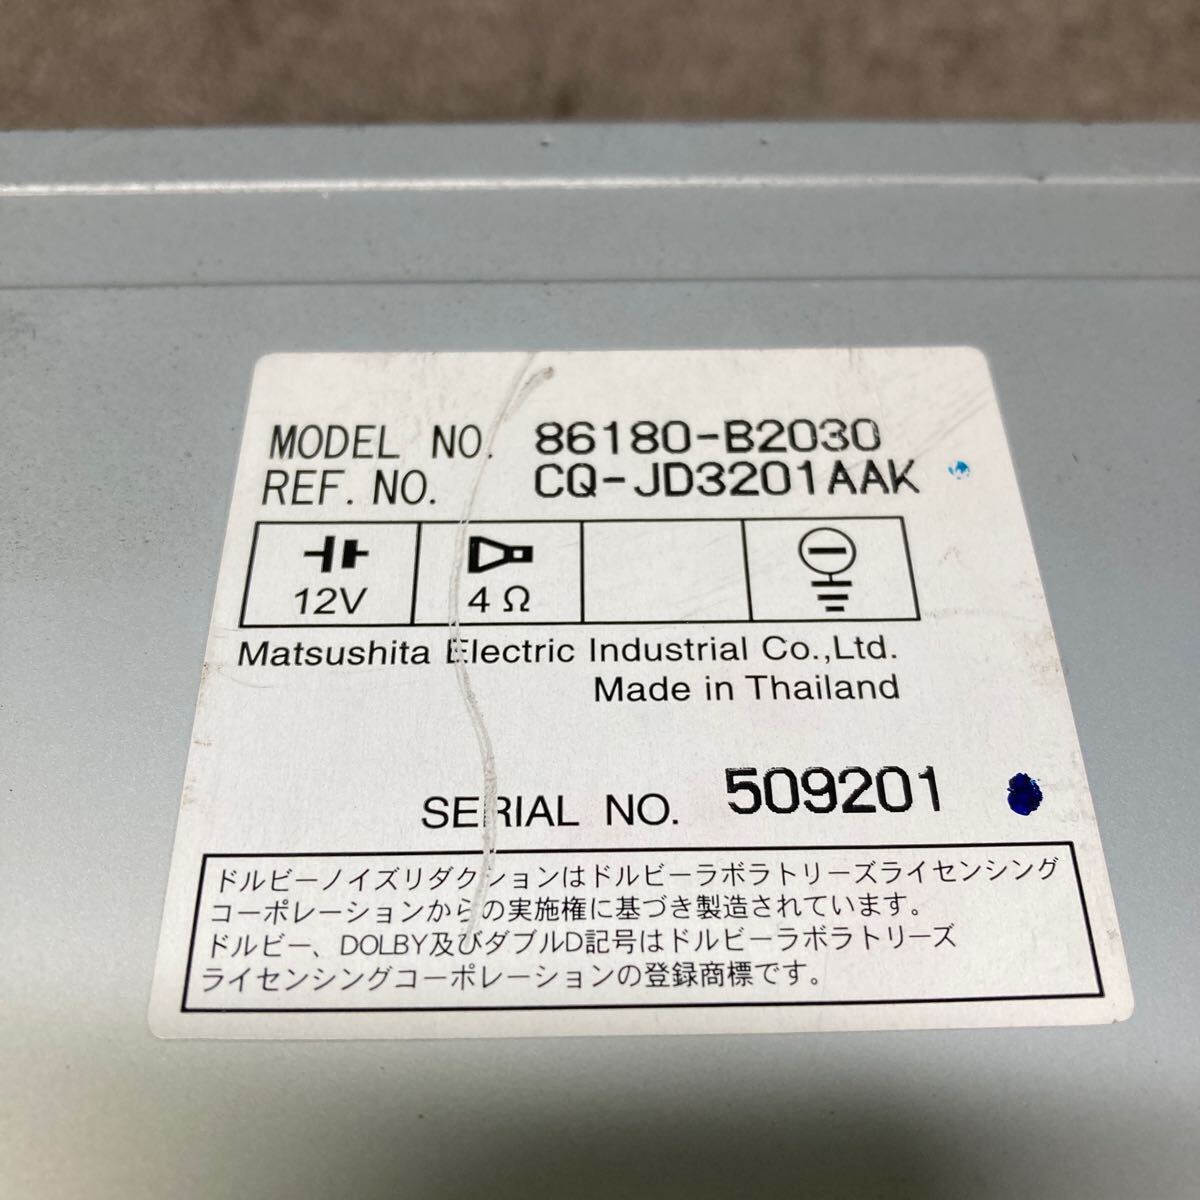 MODEL NO. 86180-B2030
REF. NO. CQ-JD3201AAK
12V 4Ω
Matsushita Electric Industrial Co.,Ltd.
Made in Thailand
SERIAL NO. 509201
ドルビーノイズリダクションはドルビーラボラトリーズライセンシング
コーポレーションからの実施権に基づき製造されています。
ドルビー、DOLBY及びダブルD記号はドルビーラボラトリーズ
ライセンシングコーポレーションの登録商標です。